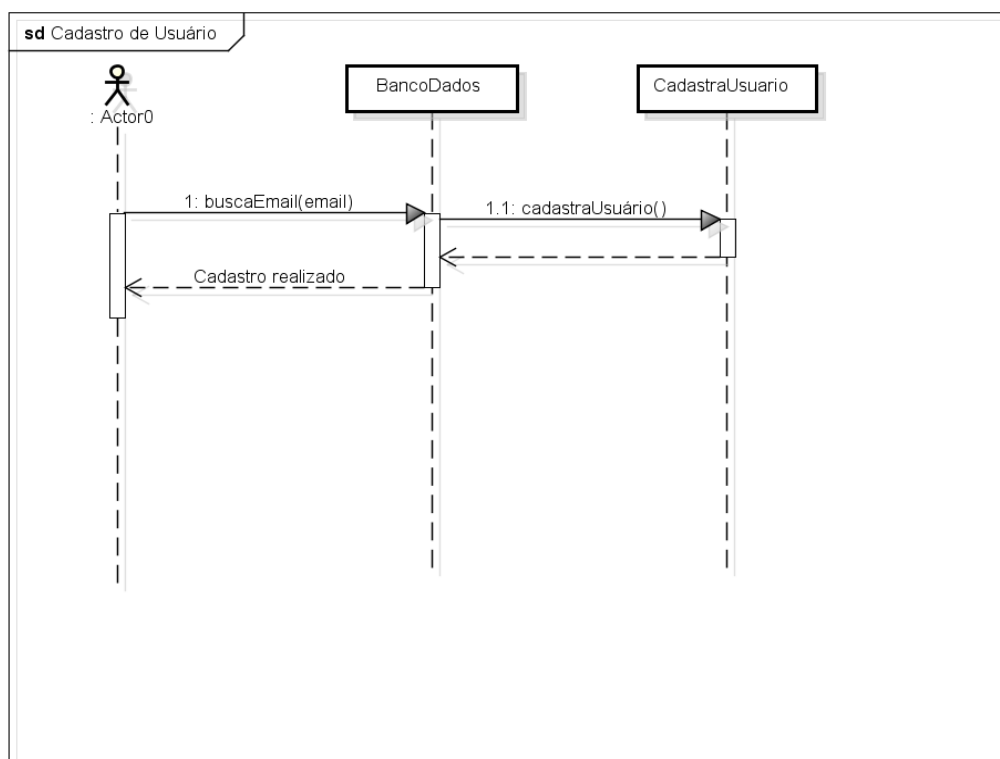 sd Cadastro de Usuário
: Actor0
BancoDados
CadastraUsuario
1: buscaEmail(email)
1.1: cadastraUsuário()
Cadastro realizado